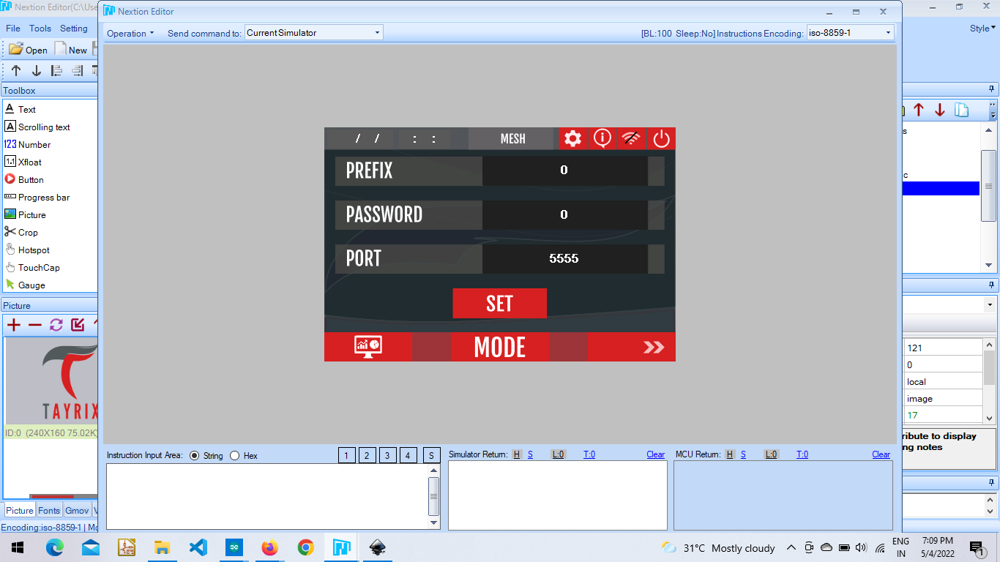 Nextion Editor(C:\Use
Nextion Editor
File Tools Setting
Operation Send command to: Current Simulator [BL:100 Sleep:No] Instructions Encoding: iso-8859-1
Style
Open New
Toolbox
Text
Scrolling text
Number
Xfloat
Button
Progress bar
Picture
Crop
Hotspot
TouchCap
Gauge
/ / : : MESH
PREFIX 0
PASSWORD 0
PORT 5555
SET
MODE
Picture
TAYRIX
ID:0 (240X160 75.02K)
Picture Fonts Gmov
Encoding:iso-8859-1 | Mo
s
c
121
0
local
image
17
ribute to display
ng notes
Instruction Input Area: String Hex 1 2 3 4 S
Simulator Return: H S L:0 T:0 Clear
MCU Return: H S L:0 T:0 Clear
31°C Mostly cloudy
ENG
IN
7:09 PM
5/4/2022
1